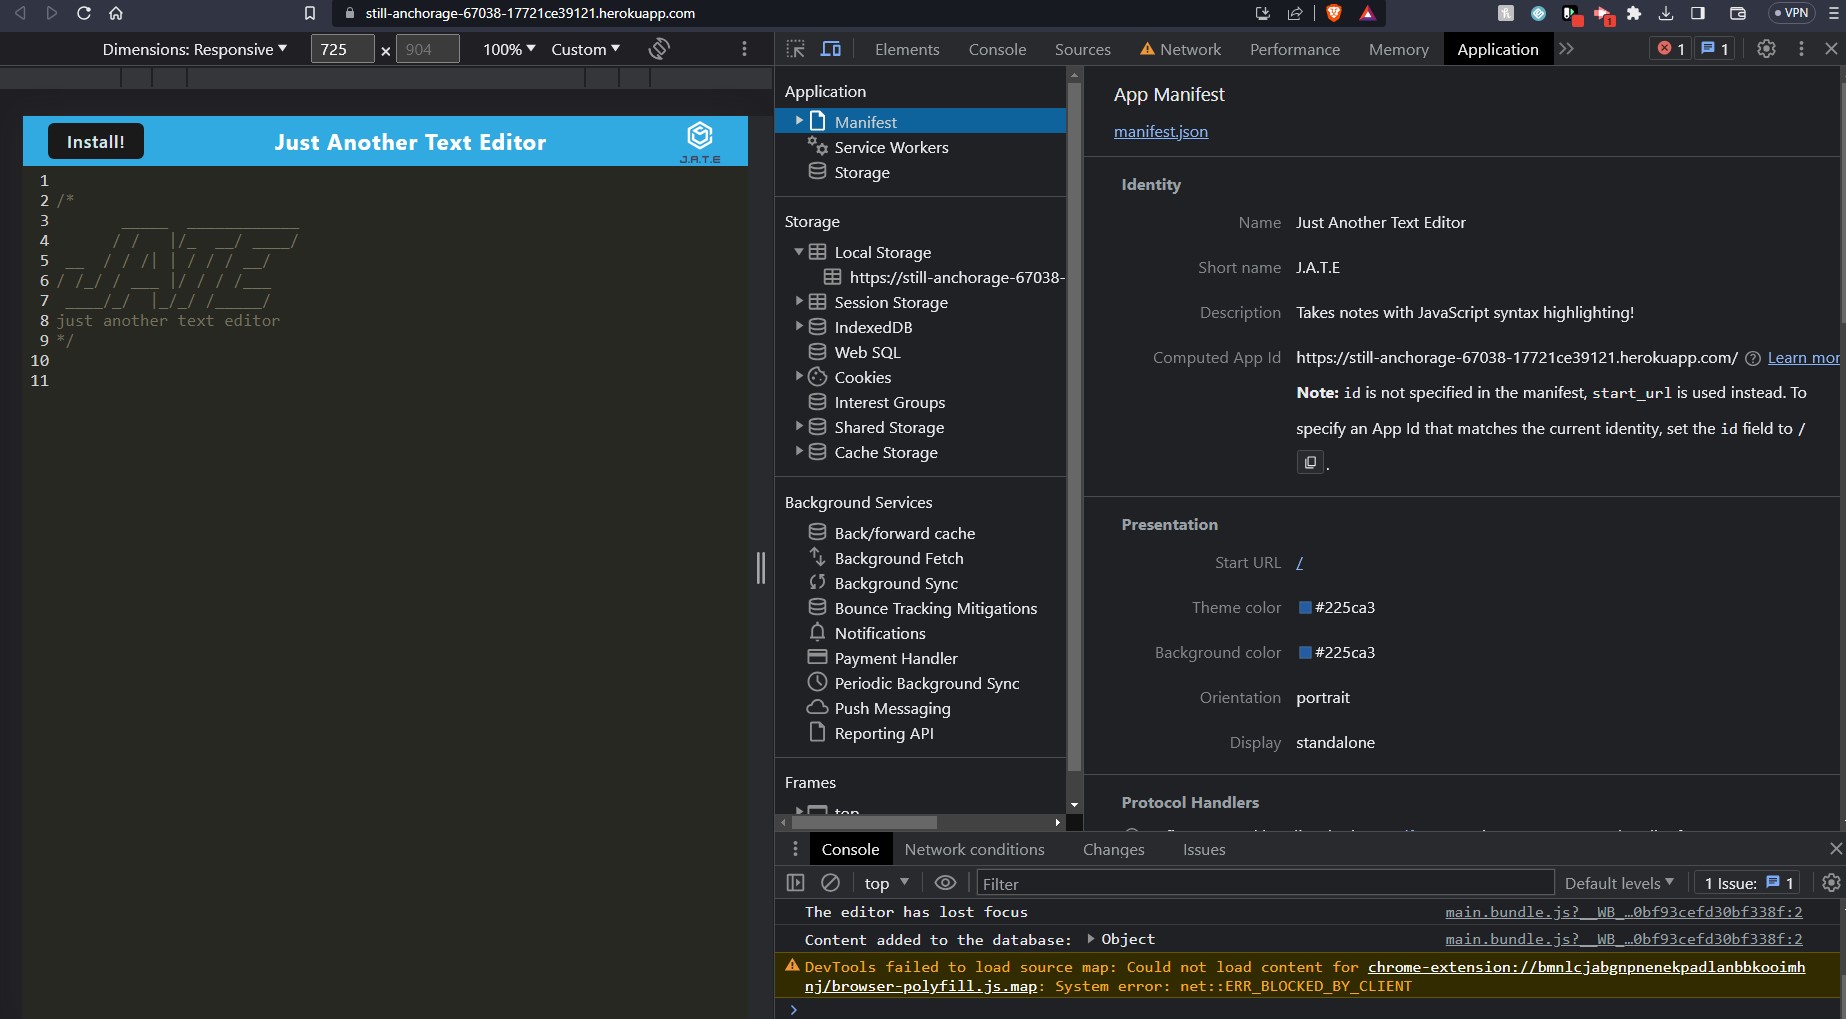 still-anchorage-67038-17721ce39121.herokuapp.com
VPN
Dimensions: Responsive 725 x 904 100% Custom
Elements Console Sources Network Performance Memory Application 1 1
Install! Just Another Text Editor J.A.T.E
1
2 /*
3 _____ ____________
4 / / |/_ __/ ____/
5 __ / / /| | / / / __/
6 / /_/ / ___ |/ / / /___
7 ____/_/ |_/_/ /_____/
8 just another text editor
9 */
10
11
Application
Manifest
Service Workers
Storage
Storage
Local Storage
https://still-anchorage-67038-
Session Storage
IndexedDB
Web SQL
Cookies
Interest Groups
Shared Storage
Cache Storage
Background Services
Back/forward cache
Background Fetch
Background Sync
Bounce Tracking Mitigations
Notifications
Payment Handler
Periodic Background Sync
Push Messaging
Reporting API
Frames
top
App Manifest
manifest.json
Identity
Name Just Another Text Editor
Short name J.A.T.E
Description Takes notes with JavaScript syntax highlighting!
Computed App Id https://still-anchorage-67038-17721ce39121.herokuapp.com/ Learn mor
Note: id is not specified in the manifest, start_url is used instead. To
specify an App Id that matches the current identity, set the id field to /
.
Presentation
Start URL /
Theme color #225ca3
Background color #225ca3
Orientation portrait
Display standalone
Protocol Handlers
Console Network conditions Changes Issues
top Filter Default levels 1 Issue: 1
The editor has lost focus main.bundle.js?__WB_…0bf93cefd30bf338f:2
Content added to the database: Object main.bundle.js?__WB_…0bf93cefd30bf338f:2
DevTools failed to load source map: Could not load content for chrome-extension://bmnlcjabgnpnenekpadlanbbkooimh
nj/browser-polyfill.js.map: System error: net::ERR_BLOCKED_BY_CLIENT